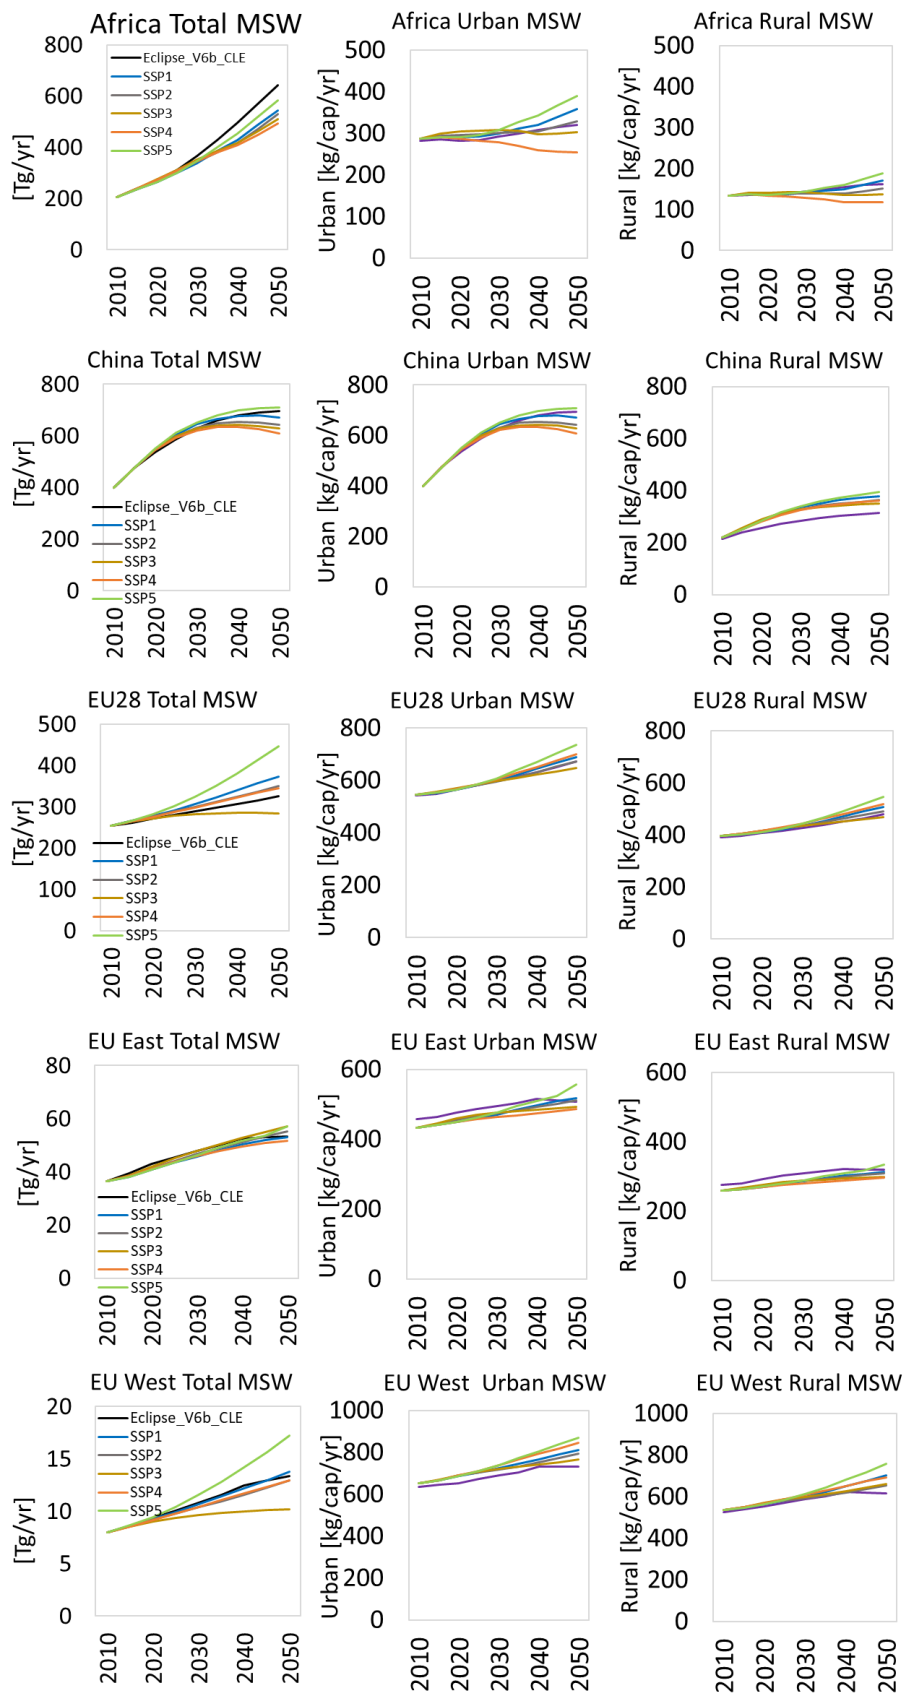 Africa Total MSW
800
600
400
200
0
[Tg/yr]
Eclipse_V6b_CLE
SSP1
SSP2
SSP3
SSP4
SSP5
2010
2020
2030
2040
2050
Africa Urban MSW
500
400
300
200
100
0
Urban [kg/cap/yr]
2010
2020
2030
2040
2050
Africa Rural MSW
500
400
300
200
100
0
Rural [kg/cap/yr]
2010
2020
2030
2040
2050
China Total MSW
800
600
400
200
0
[Tg/yr]
Eclipse_V6b_CLE
SSP1
SSP2
SSP3
SSP4
SSP5
2010
2020
2030
2040
2050
China Urban MSW
800
600
400
200
0
Urban [kg/cap/yr]
2010
2020
2030
2040
2050
China Rural MSW
800
600
400
200
0
Rural [kg/cap/yr]
2010
2020
2030
2040
2050
EU28 Total MSW
500
400
300
200
100
0
[Tg/yr]
Eclipse_V6b_CLE
SSP1
SSP2
SSP3
SSP4
SSP5
2010
2020
2030
2040
2050
EU28 Urban MSW
800
600
400
200
0
Urban [kg/cap/yr]
2010
2020
2030
2040
2050
EU28 Rural MSW
800
600
400
200
0
Rural [kg/cap/yr]
2010
2020
2030
2040
2050
EU East Total MSW
80
60
40
20
0
[Tg/yr]
Eclipse_V6b_CLE
SSP1
SSP2
SSP3
SSP4
SSP5
2010
2020
2030
2040
2050
EU East Urban MSW
600
400
200
0
Urban [kg/cap/yr]
2010
2020
2030
2040
2050
EU East Rural MSW
600
400
200
0
Rural [kg/cap/yr]
2010
2020
2030
2040
2050
EU West Total MSW
20
15
10
5
0
[Tg/yr]
Eclipse_V6b_CLE
SSP1
SSP2
SSP3
SSP4
SSP5
2010
2020
2030
2040
2050
EU West Urban MSW
1000
800
600
400
200
0
Urban [kg/cap/yr]
2010
2020
2030
2040
2050
EU West Rural MSW
1000
800
600
400
200
0
Rural [kg/cap/yr]
2010
2020
2030
2040
2050